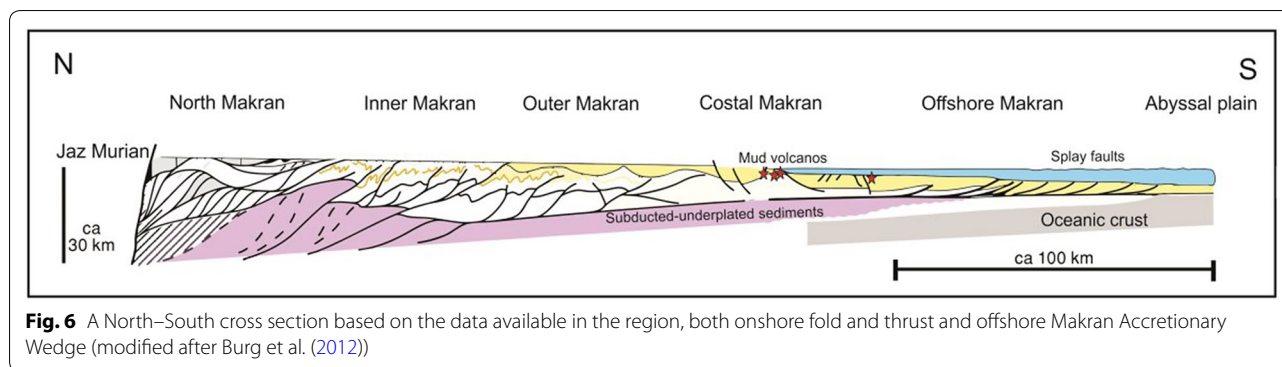 N
S
North Makran
Inner Makran
Outer Makran
Costal Makran
Offshore Makran
Abyssal plain
Jaz Murian
Mud volcanos
Splay faults
ca
30 km
Subducted-underplated sediments
Oceanic crust
ca 100 km
Fig. 6 A North–South cross section based on the data available in the region, both onshore fold and thrust and offshore Makran Accretionary
Wedge (modified after Burg et al. (2012))